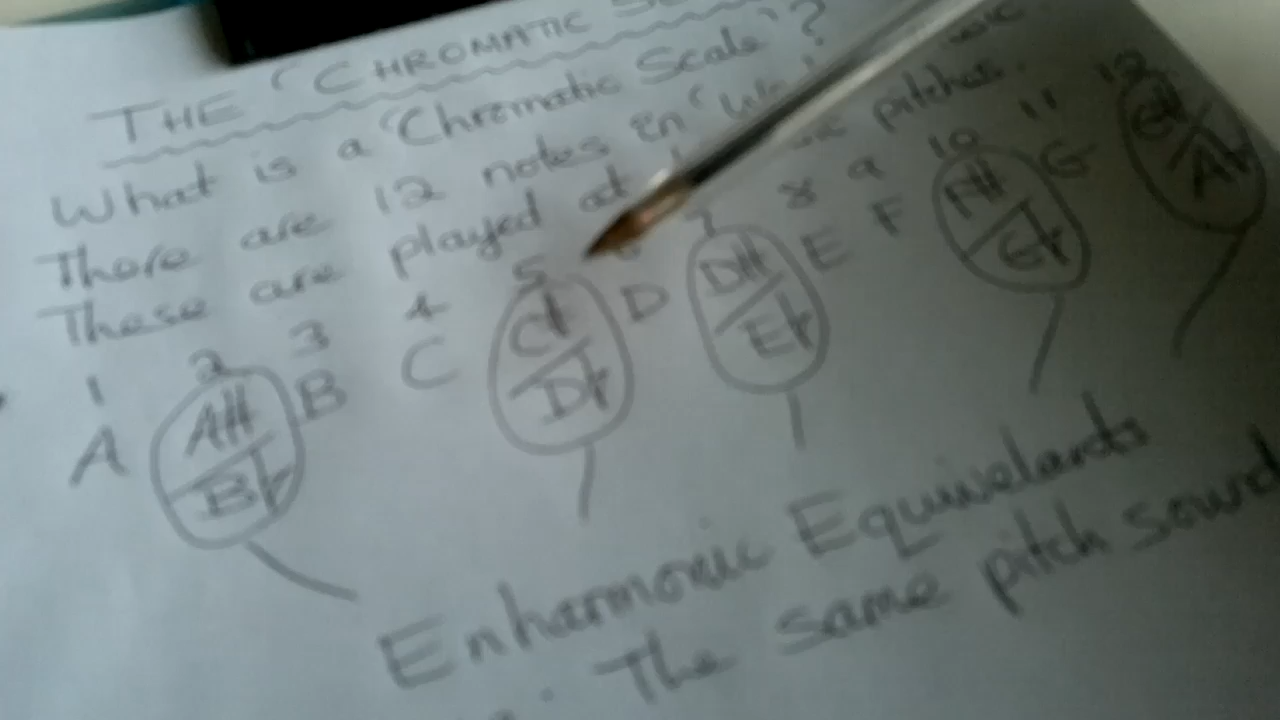 THE 'CHROMATIC
What is a 'Chromatic Scale'?
There are 12 notes in
These are played at pitches.
1 2 3 4 5 7 8 9 10 11 12
A A#/Bb B C C#/Db D D#/Eb E F F#/Gb G G#/Ab
Enharmonic Equivelants
The same pitch sound